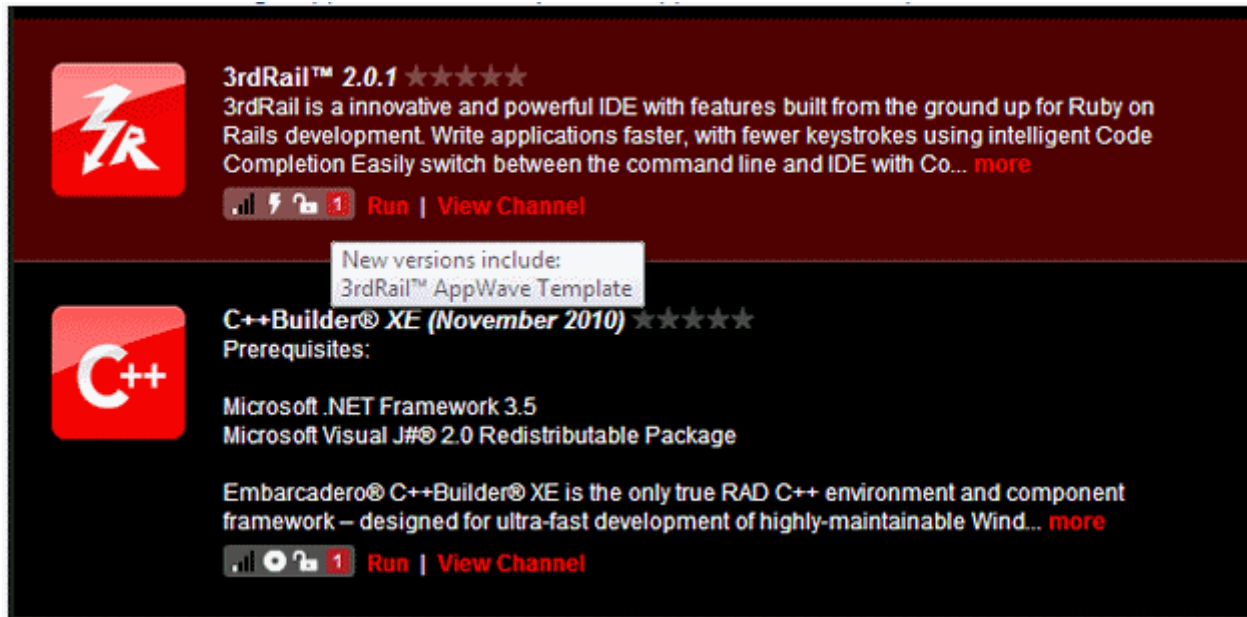 3rdRail™ 2.0.1
3rdRail is a innovative and powerful IDE with features built from the ground up for Ruby on
Rails development. Write applications faster, with fewer keystrokes using intelligent Code
Completion Easily switch between the command line and IDE with Co... more
1 Run | View Channel
New versions include:
3rdRail™ AppWave Template
C++Builder® XE (November 2010)
Prerequisites:
Microsoft .NET Framework 3.5
Microsoft Visual J#® 2.0 Redistributable Package
Embarcadero® C++Builder® XE is the only true RAD C++ environment and component
framework – designed for ultra-fast development of highly-maintainable Wind... more
1 Run | View Channel
3R
C++